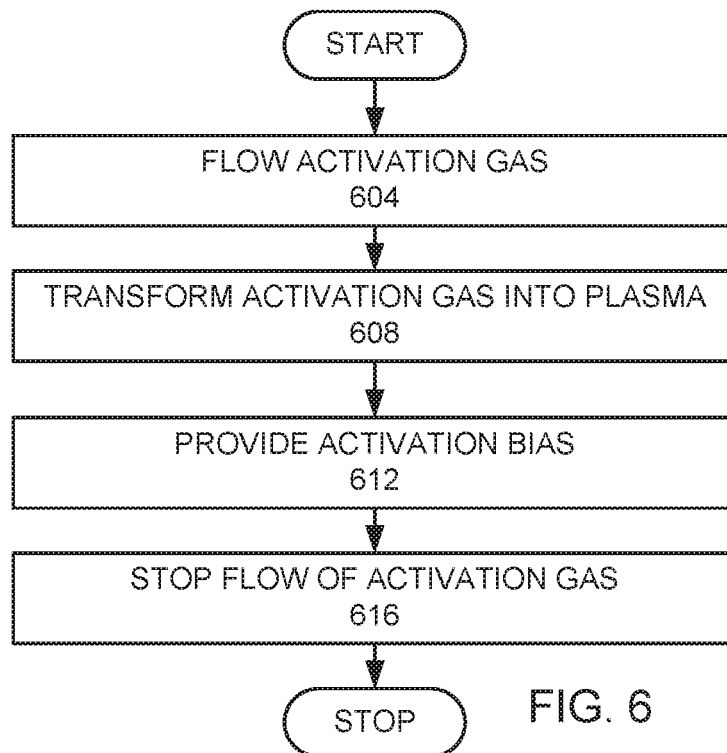 START
FLOW ACTIVATION GAS
604
TRANSFORM ACTIVATION GAS INTO PLASMA
608
PROVIDE ACTIVATION BIAS
612
STOP FLOW OF ACTIVATION GAS
616
STOP
FIG. 6